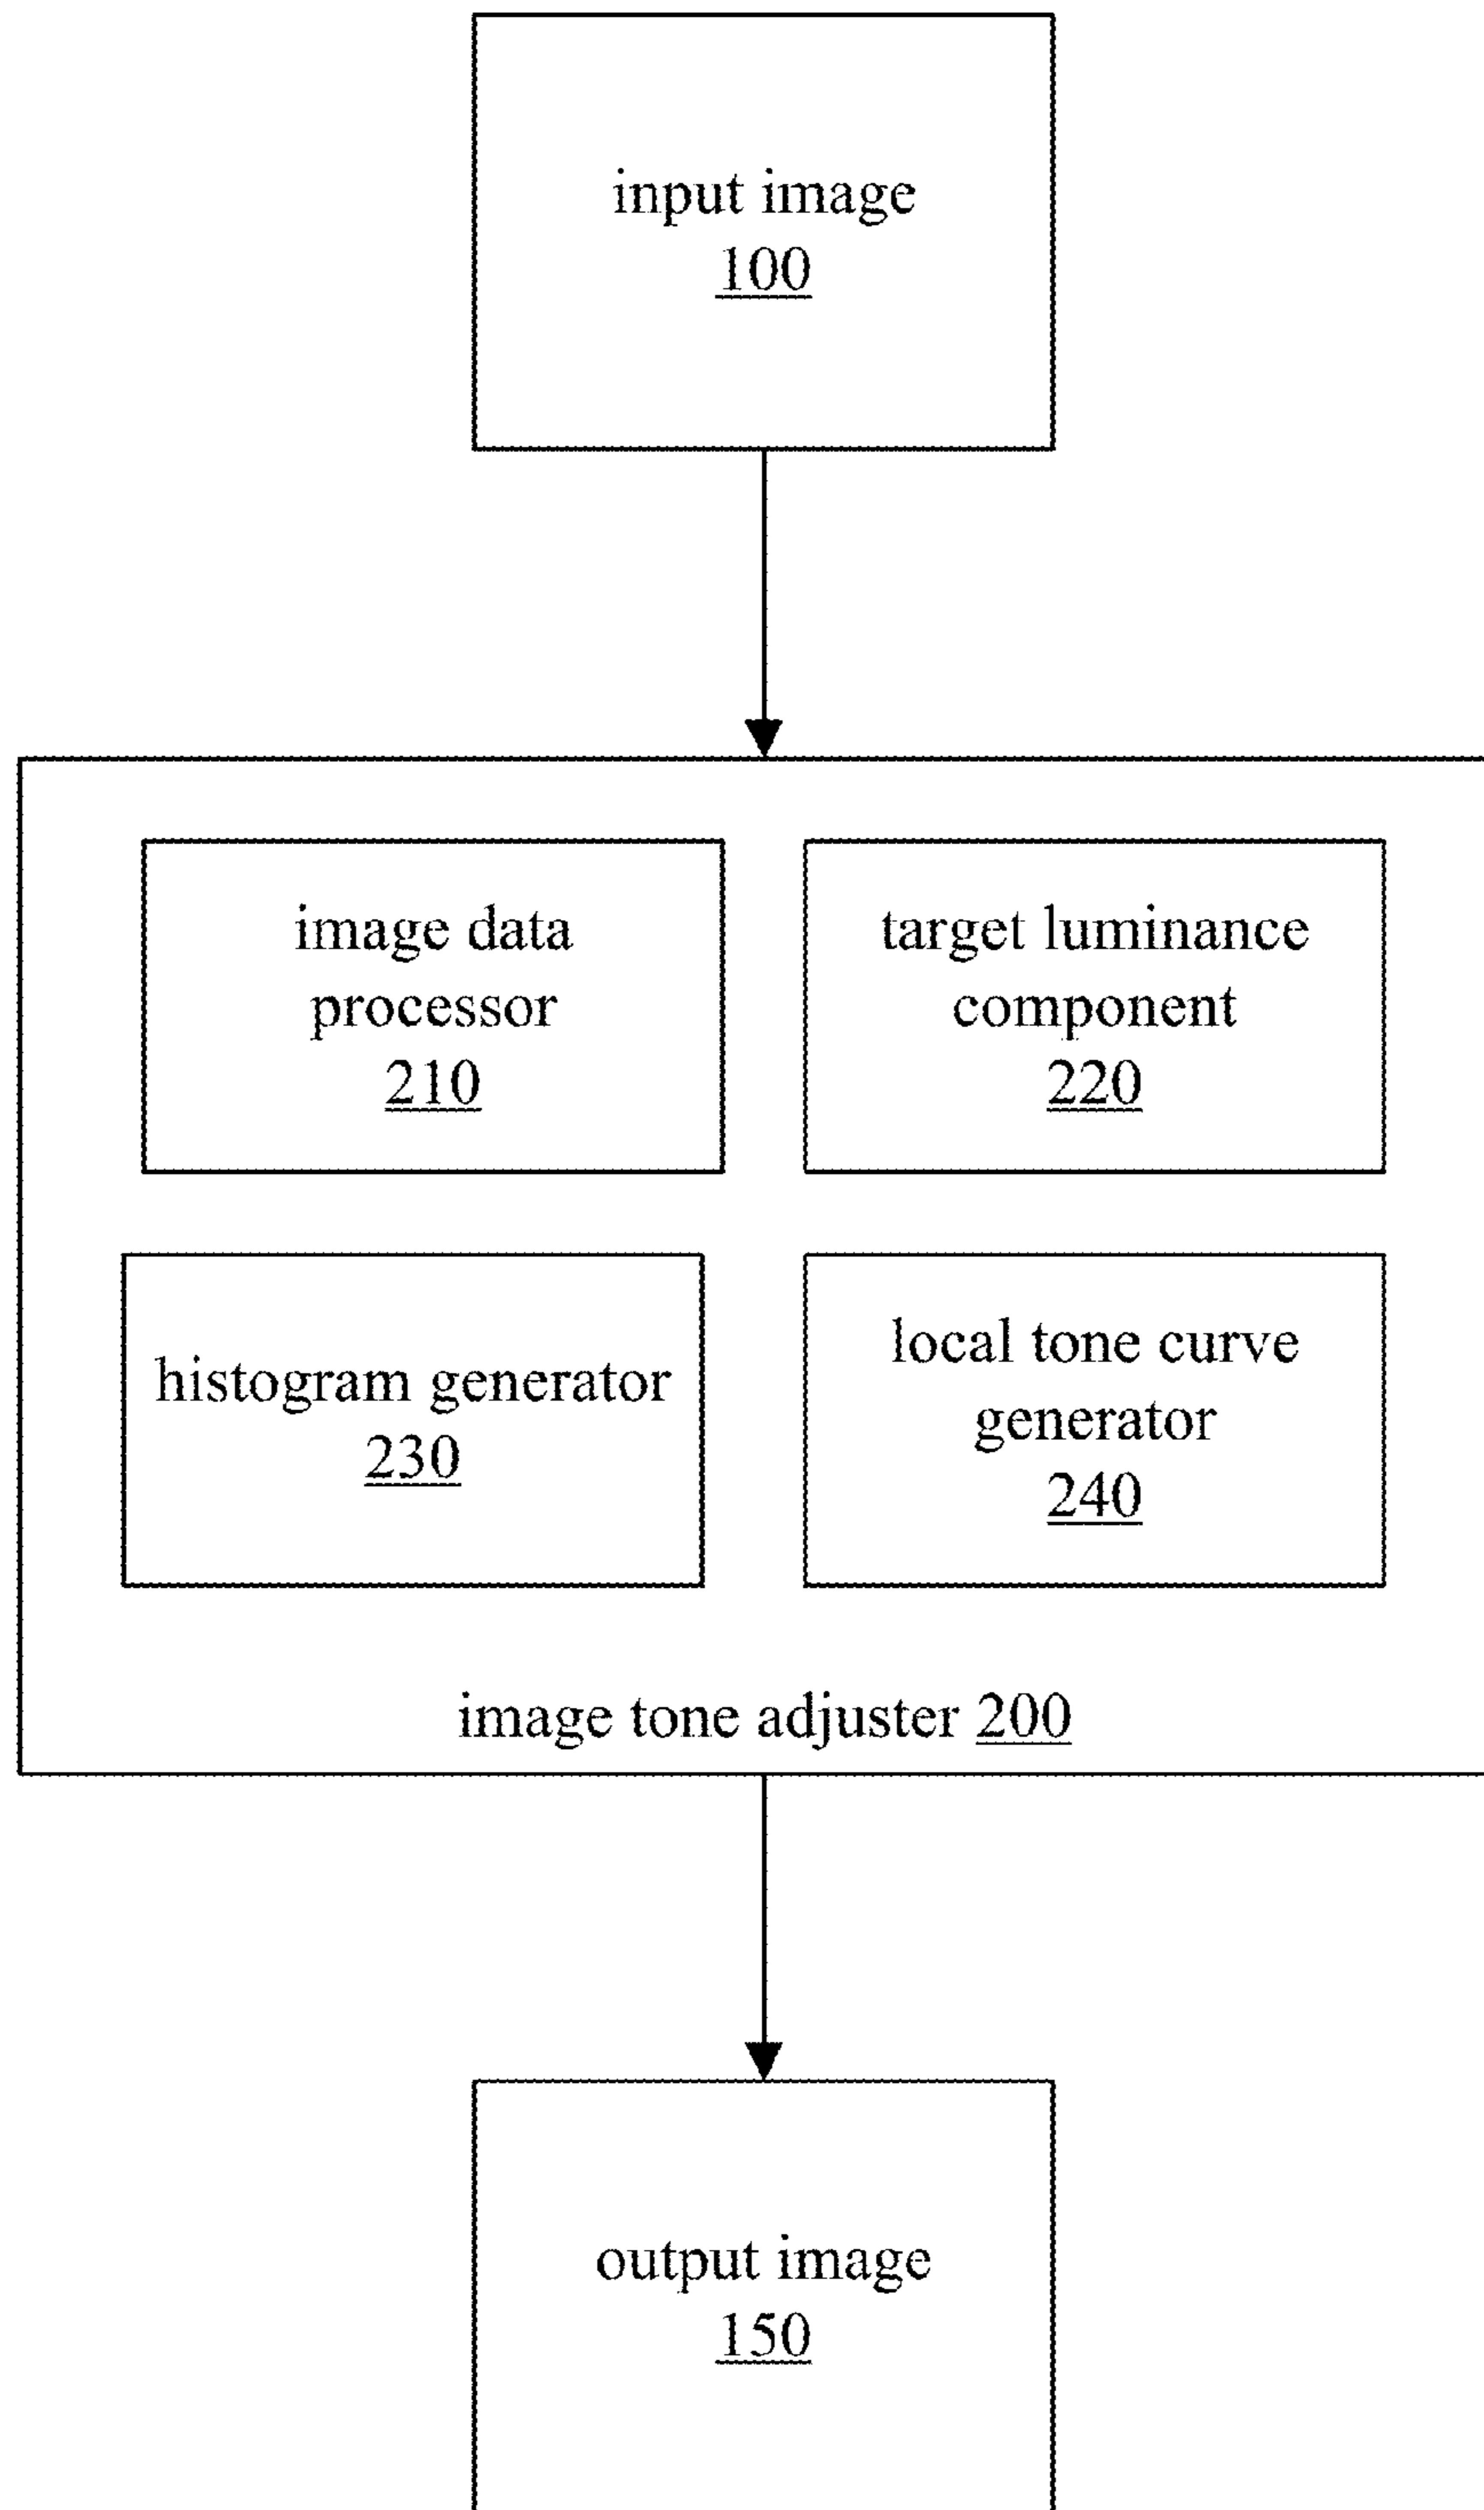 input image
100
image data
processor
210
target luminance
component
220
histogram generator
230
local tone curve
generator
240
image tone adjuster 200
output image
150